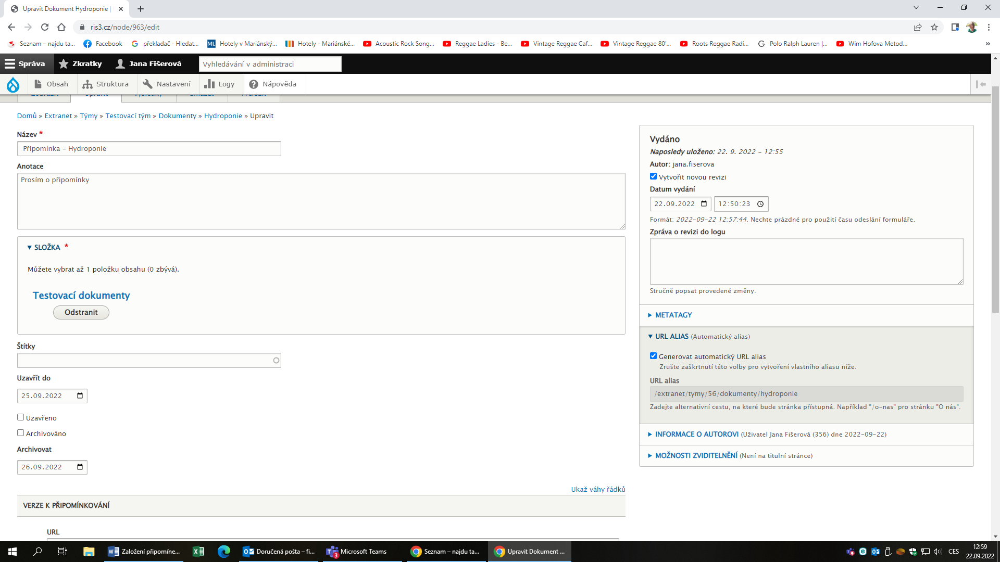 Upravit Dokument Hydroponie |
ris3.cz/node/963/edit
Seznam – najdu ta...
Facebook
překladač - Hledat...
ML Hotely v Mariánský...
Hotely - Mariánské...
Acoustic Rock Song...
Reggae Ladies - Be...
Vintage Reggae Caf...
Vintage Reggae 80'...
Roots Reggae Radi...
Polo Ralph Lauren |...
Wim Hofova Metod...
»
Správa
Zkratky
Jana Fišerová
Vyhledávání v administraci
Obsah
Struktura
Nastavení
Logy
Nápověda
Zobrazit
Upravit
Výsledky
Smazat
Přeložit
Domů » Extranet » Týmy » Testovací tým » Dokumenty » Hydroponie » Upravit
Název *
Připomínka - Hydroponie
Anotace
Prosím o připomínky
SLOŽKA *
Můžete vybrat až 1 položku obsahu (0 zbývá).
Testovací dokumenty
Odstranit
Štítky
Uzavřít do
25.09.2022
Uzavřeno
Archivováno
Archivovat
26.09.2022
Ukaž váhy řádků
VERZE K PŘIPOMÍNKOVÁNÍ
URL
Vydáno
Naposledy uloženo: 22. 9. 2022 - 12:55
Autor: jana.fiserova
Vytvořit novou revizi
Datum vydání
22.09.2022
12:50:23
Formát: 2022-09-22 12:57:44. Nechte prázdné pro použití času odeslání formuláře.
Zpráva o revizi do logu
Stručně popsat provedené změny.
METATAGY
URL ALIAS (Automatický alias)
Generovat automatický URL alias
Zrušte zaškrtnutí této volby pro vytvoření vlastního aliasu níže.
URL alias
/extranet/tymy/56/dokumenty/hydroponie
Zadejte alternativní cestu, na které bude stránka přístupná. Například "/o-nas" pro stránku "O nás".
INFORMACE O AUTOROVI (Uživatel Jana Fišerová (356) dne 2022-09-22)
MOŽNOSTI ZVIDITELNĚNÍ (Není na titulní stránce)
Založení připomíne...
Doručená pošta – fi...
3
Microsoft Teams
Seznam – najdu ta...
Upravit Dokument ...
CES
12:59
22.09.2022